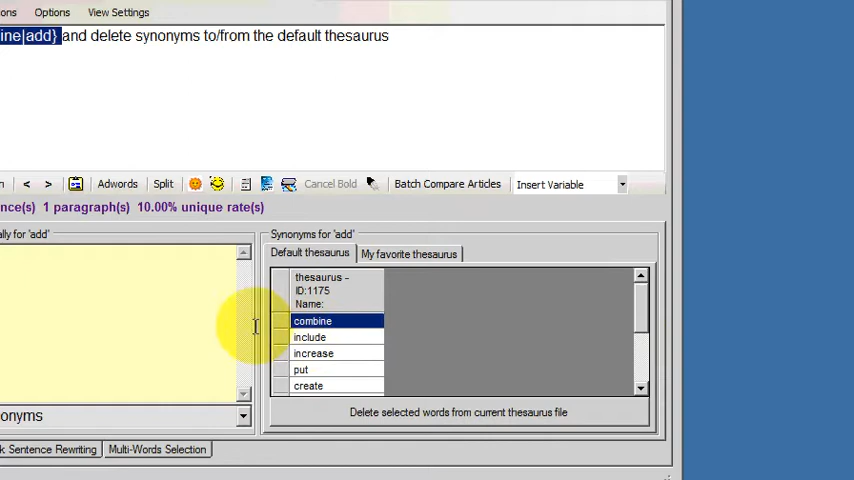 ons Options View Settings
ine|add} and delete synonyms to/from the default thesaurus
n < > Adwords Split Cancel Bold Batch Compare Articles Insert Variable
nce(s) 1 paragraph(s) 10.00% unique rate(s)
ally for 'add'
Synonyms for 'add'
Default thesaurus My favorite thesaurus
thesaurus -
ID:1175
Name:
combine
include
increase
put
create
Delete selected words from current thesaurus file
onyms
k Sentence Rewriting Multi-Words Selection